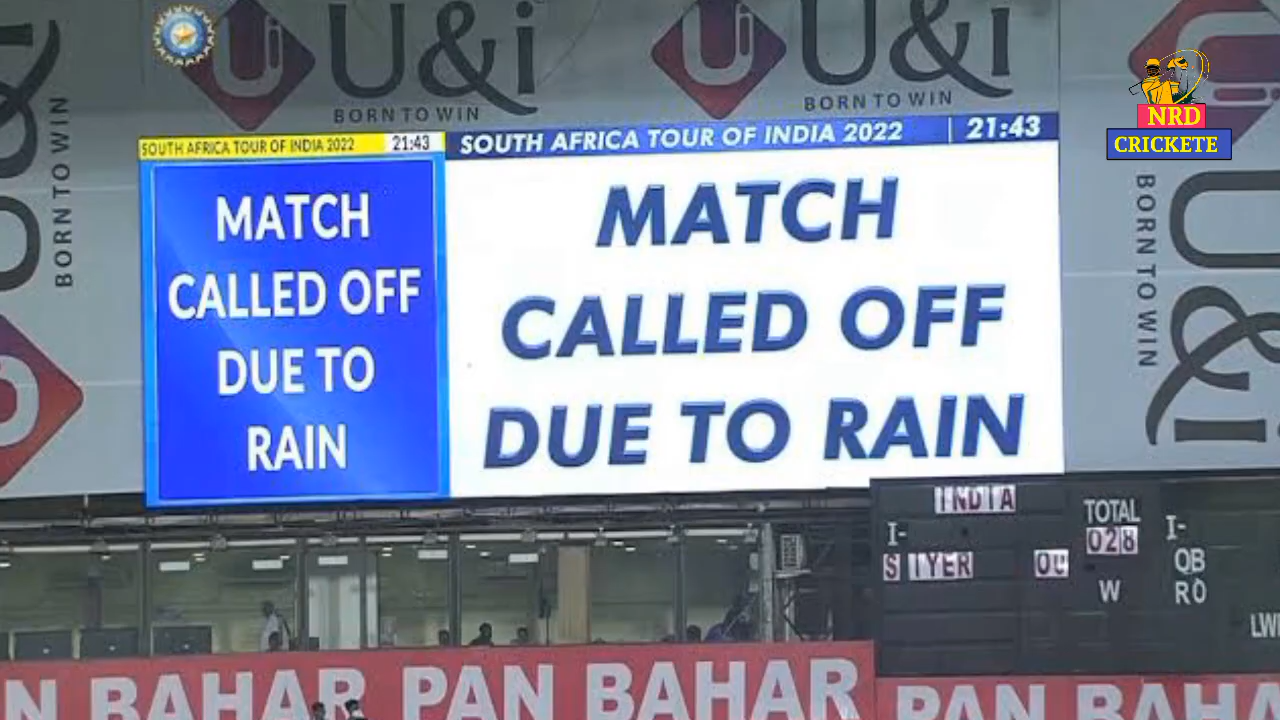 U&i
BORN TO WIN
U&i
BORN TO WIN
NRD
CRICKETE
BORN TO WIN
BORN TO WIN
U&i
SOUTH AFRICA TOUR OF INDIA 2022 21:43
MATCH
CALLED OFF
DUE TO
RAIN
SOUTH AFRICA TOUR OF INDIA 2022 21:43
MATCH
CALLED OFF
DUE TO RAIN
INDIA
TOTAL
I- 028 I-
S IYER 04 QB
W RO
PAN BAHAR
N BAHAR
PAN BAHA